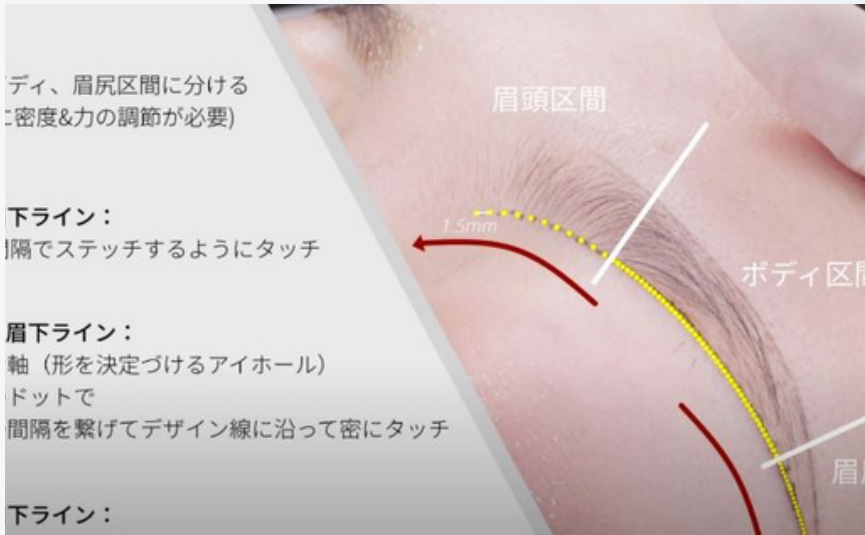 ディ、眉尻区間に分ける
に密度&力の調節が必要)
下ライン：
間隔でステッチするようにタッチ
眉下ライン：
軸（形を決定づけるアイホール）
ドットで
間隔を繋げてデザイン線に沿って密にタッチ
下ライン：
眉頭区間
1.5mm
ボディ区間
眉